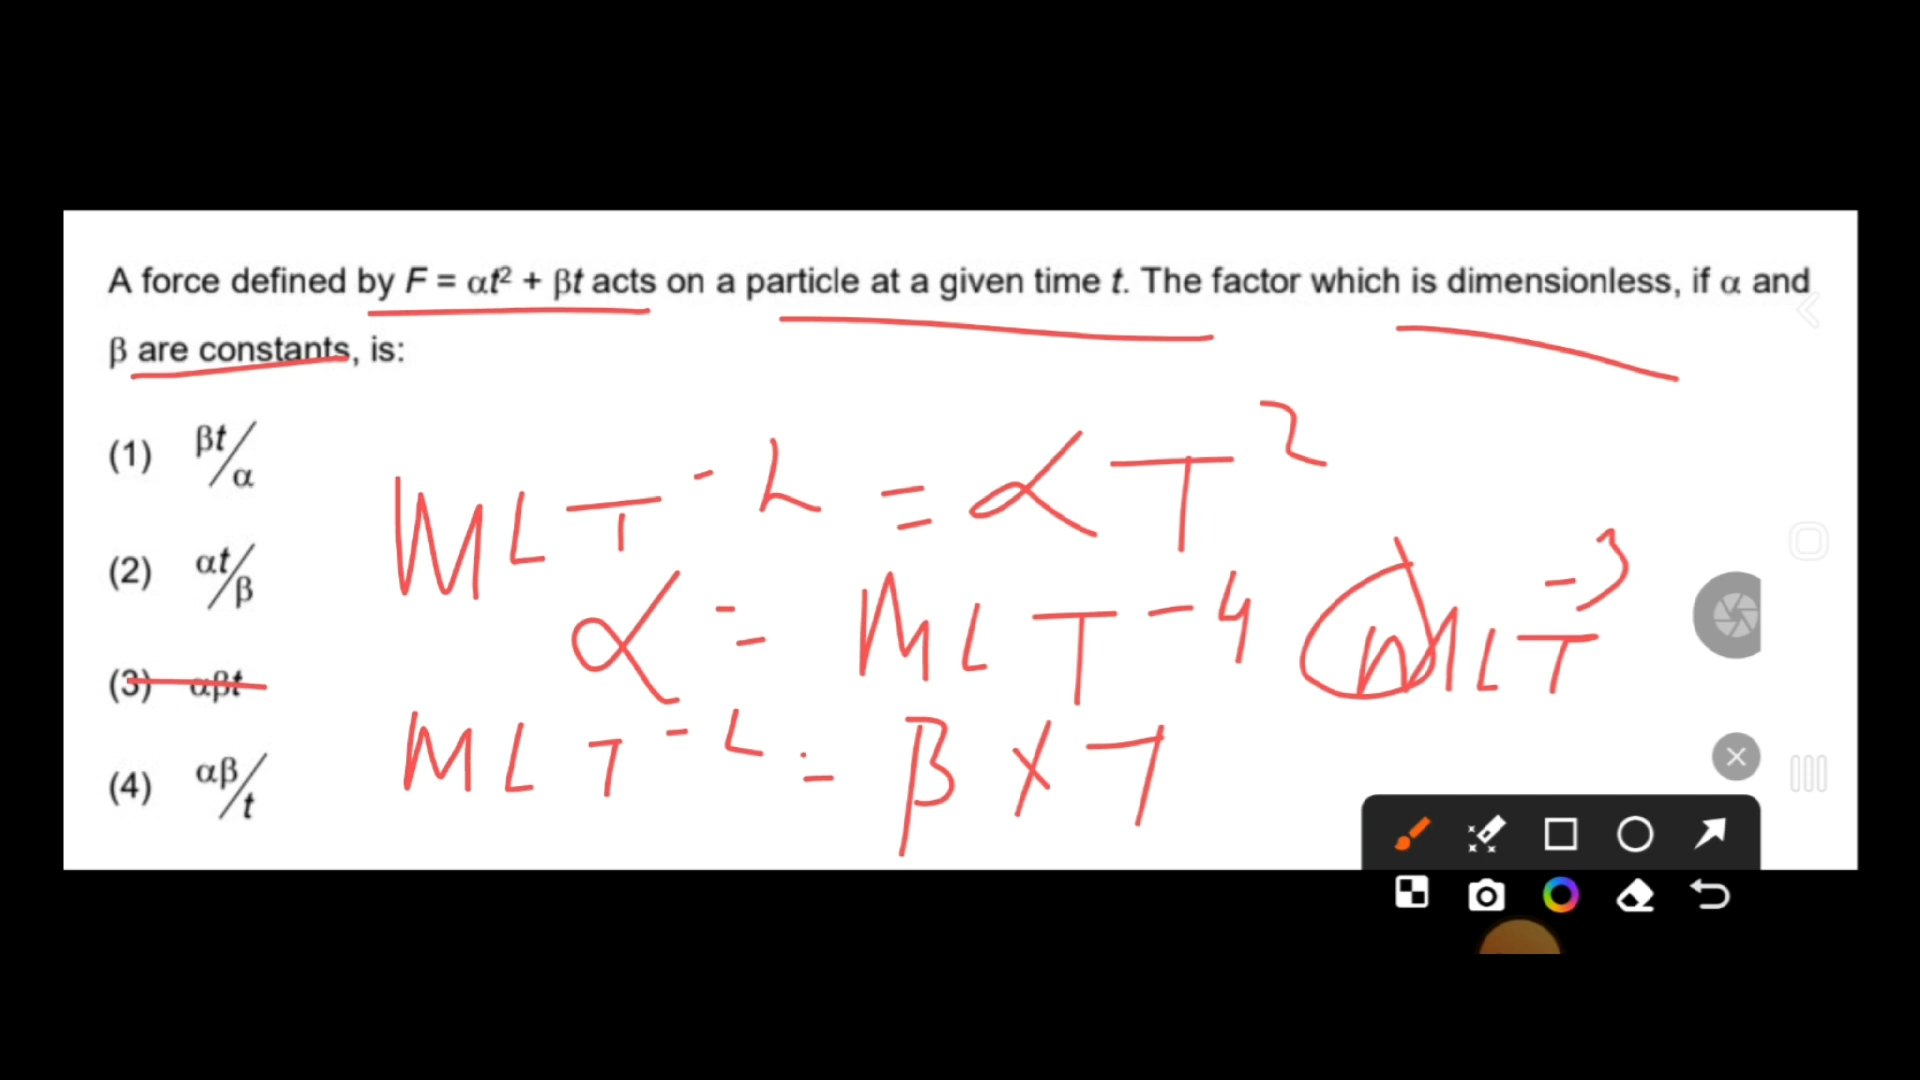 A force defined by F = αt² + βt acts on a particle at a given time t. The factor which is dimensionless, if α and
β are constants, is:
(1) βt/α
(2) αt/β
(3) αβt
(4) αβ/t
MLT⁻² = αT²
α = MLT⁻⁴
MLT⁻³
MLT⁻² = β × T